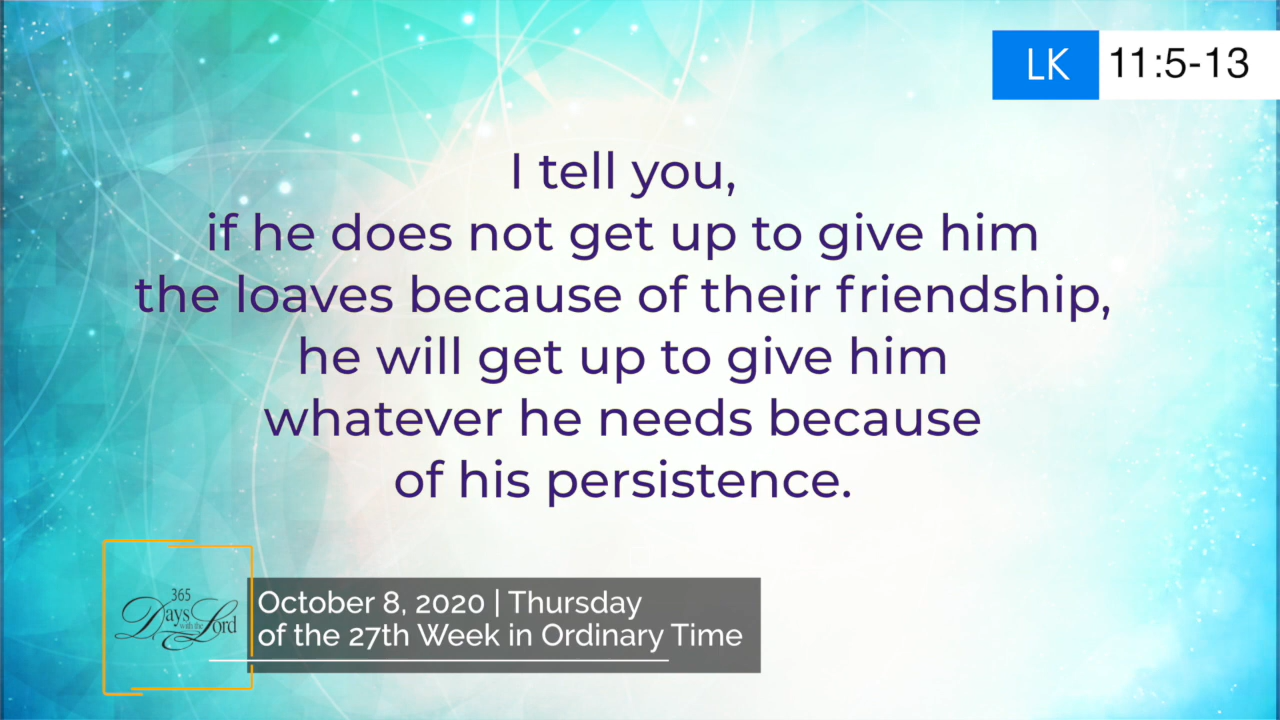 LK 11:5-13
I tell you,
if he does not get up to give him
the loaves because of their friendship,
he will get up to give him
whatever he needs because
of his persistence.
365
Days with the Lord
October 8, 2020 | Thursday
of the 27th Week in Ordinary Time